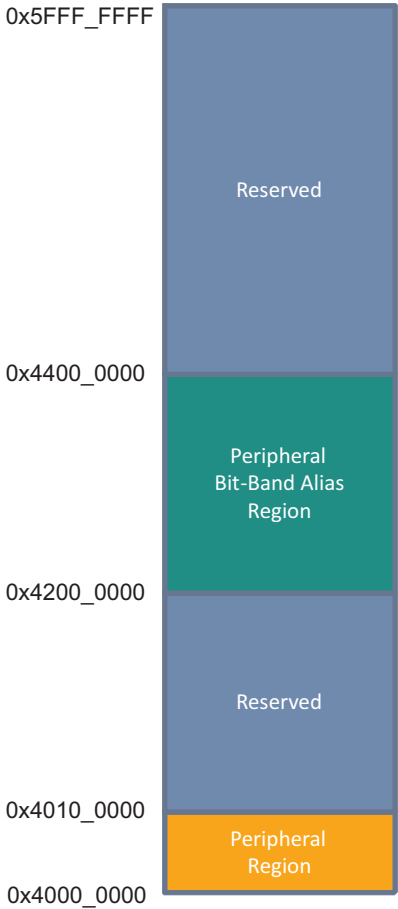 0x5FFF_FFFF
Reserved
0x4400_0000
Peripheral
Bit-Band Alias
Region
0x4200_0000
Reserved
0x4010_0000
Peripheral
Region
0x4000_0000